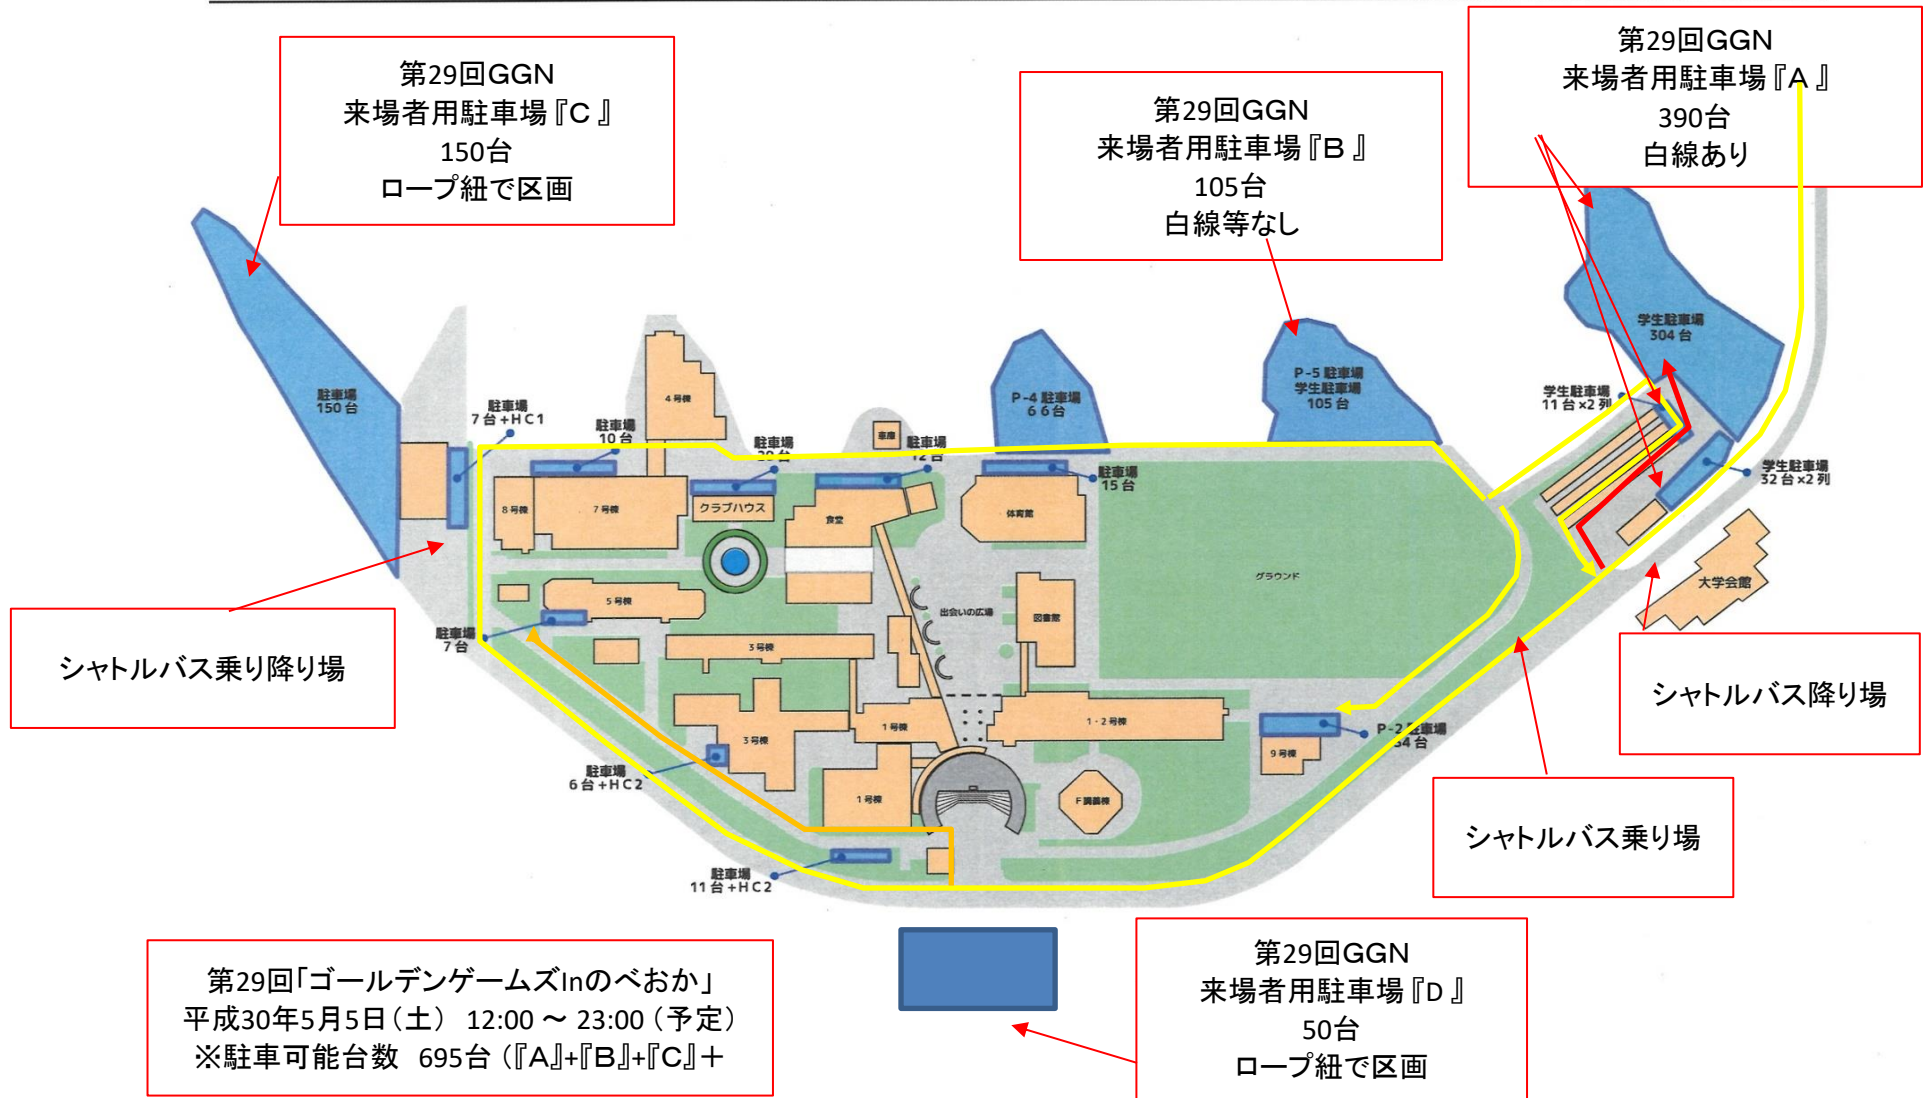 第29回GGN
来場者用駐車場『C』
150台
ロープ紐で区画
第29回GGN
来場者用駐車場『B』
105台
白線等なし
第29回GGN
来場者用駐車場『A』
390台
白線あり
学生駐車場
304台
駐車場
150台
駐車場
7台+HC1
駐車場
10台
4号棟
駐車場
20台
車庫
駐車場
12台
P-4駐車場
66台
駐車場
15台
P-5駐車場
学生駐車場
105台
学生駐車場
11台×2列
学生駐車場
32台×2列
8号棟
7号棟
クラブハウス
食堂
体育館
グラウンド
大学会館
5号棟
駐車場
7台
出会いの広場
図書館
3号棟
3号棟
1号棟
1・2号棟
P-2駐車場
34台
9号棟
駐車場
6台+HC2
1号棟
F講義棟
駐車場
11台+HC2
シャトルバス乗り降り場
シャトルバス降り場
シャトルバス乗り場
第29回「ゴールデンゲームズInのべおか」
平成30年5月5日(土) 12:00 ~ 23:00(予定)
※駐車可能台数 695台(『A』+『B』+『C』+
第29回GGN
来場者用駐車場『D』
50台
ロープ紐で区画